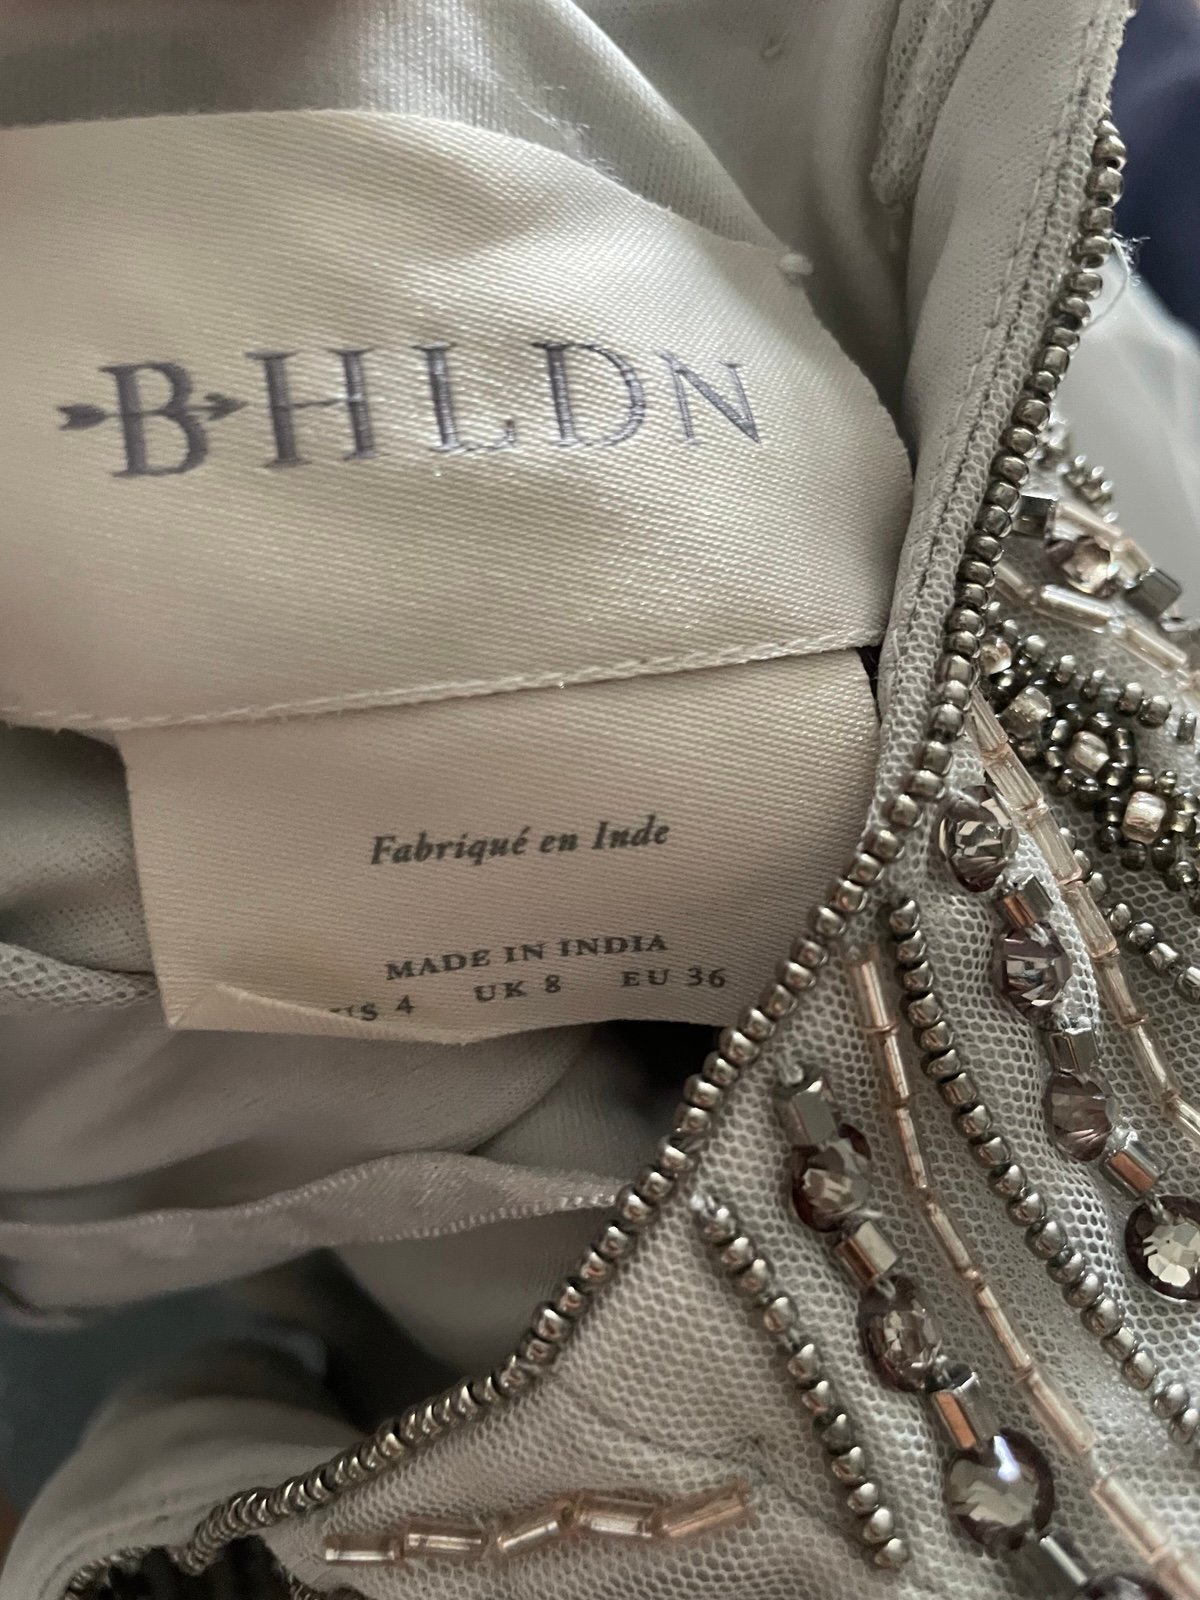 BHLDN
Fabriqué en Inde
MADE IN INDIA
US 4 UK 8 EU 36